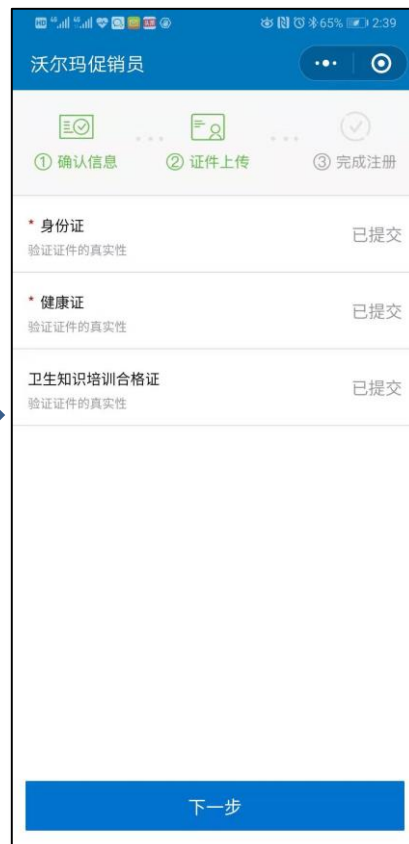 65% 2:39
沃尔玛促销员
① 确认信息
② 证件上传
③ 完成注册
* 身份证
验证证件的真实性
已提交
* 健康证
验证证件的真实性
已提交
卫生知识培训合格证
验证证件的真实性
已提交
下一步